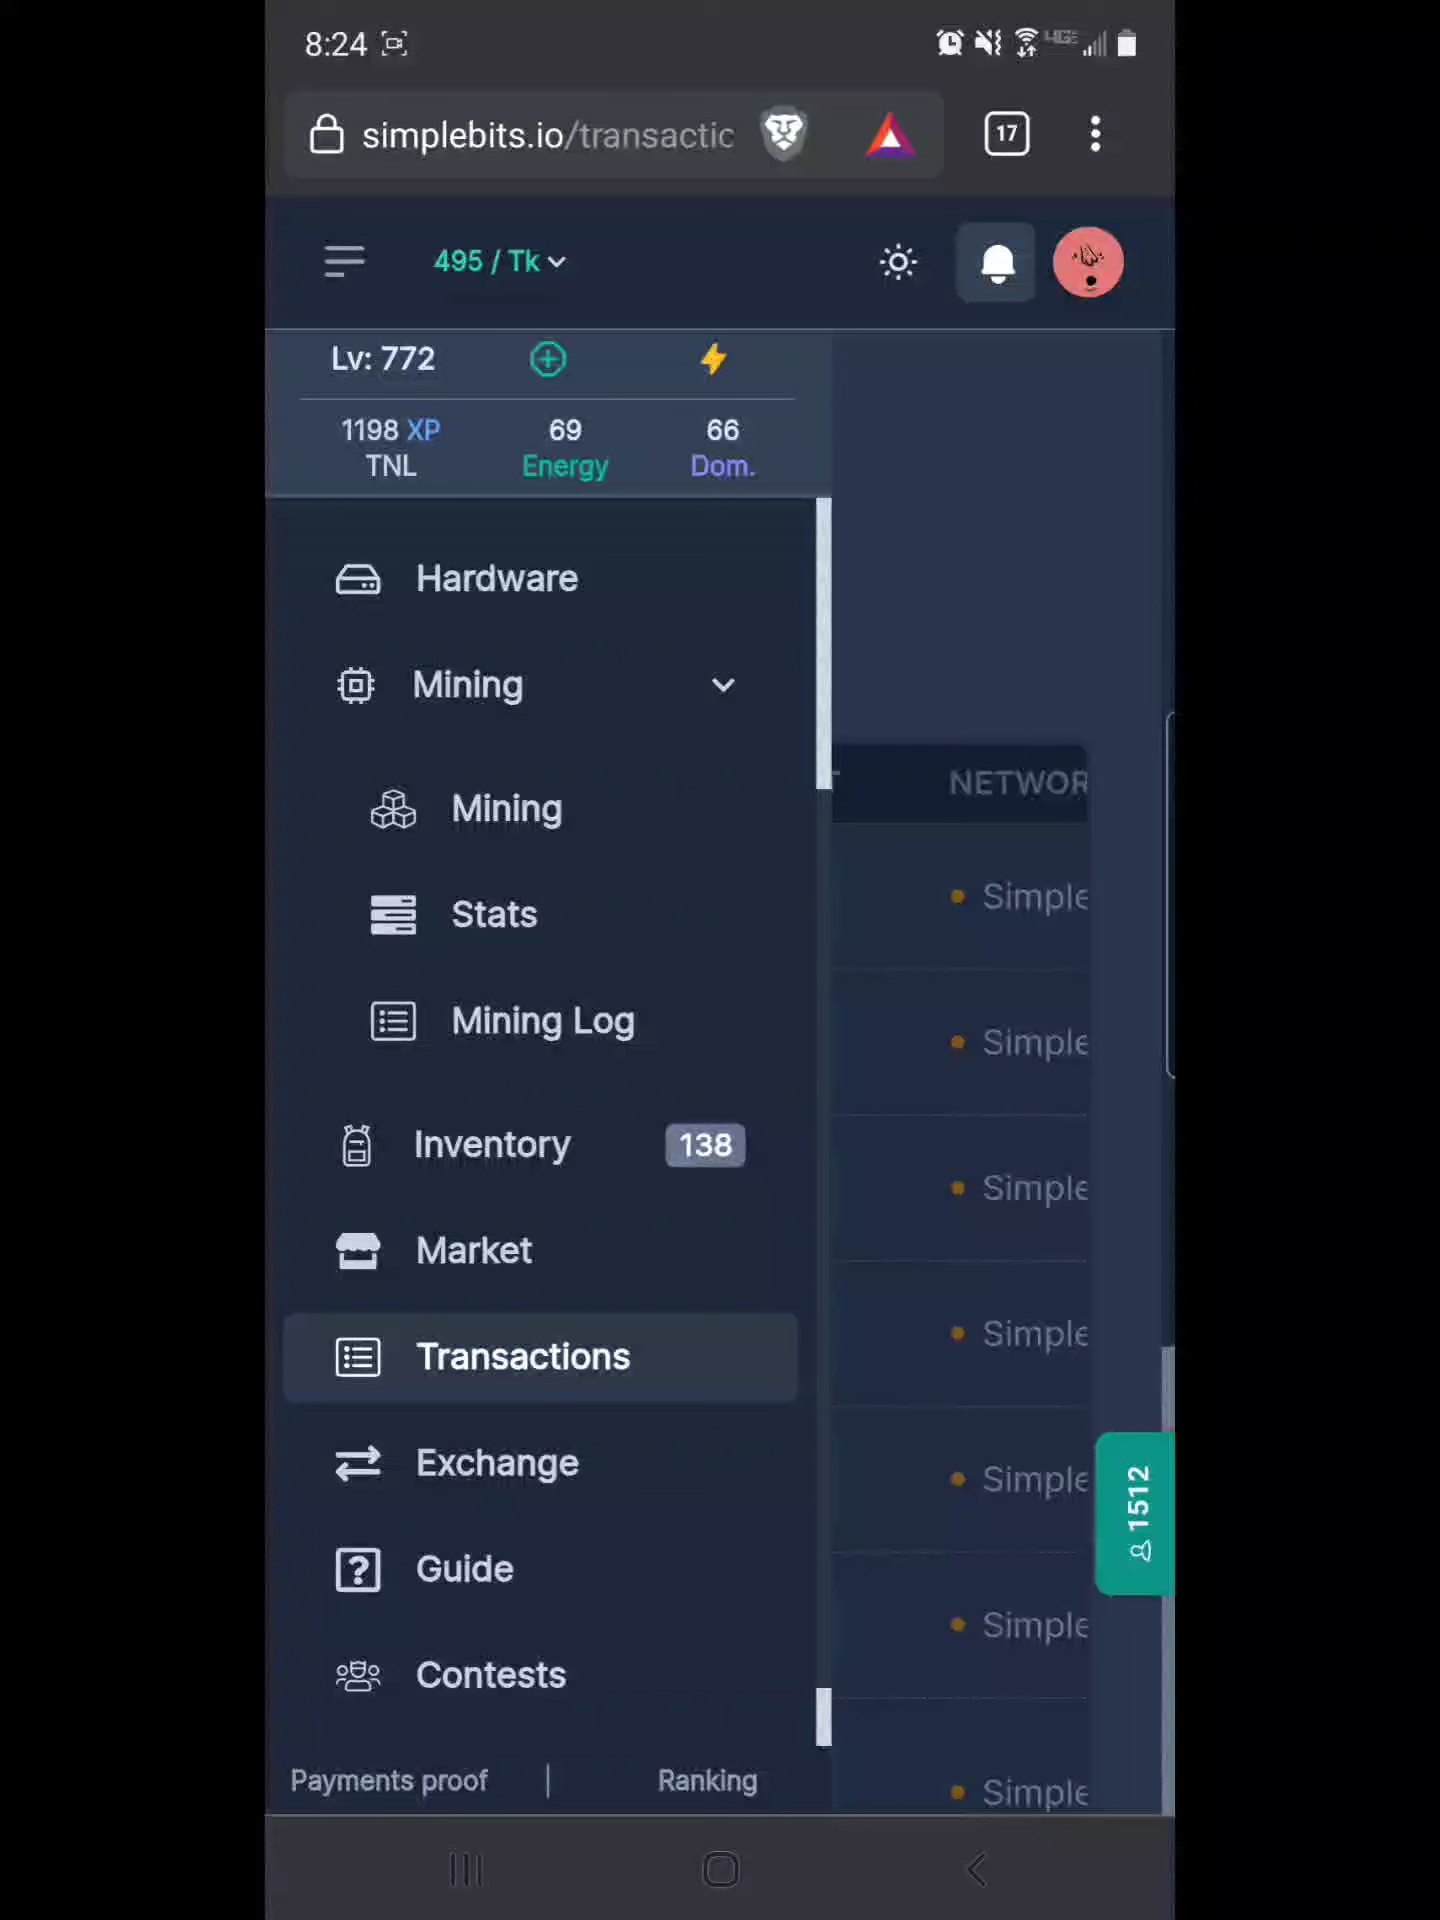 8:24
simplebits.io/transactic
17
495 / Tk
Lv: 772
1198 XP
TNL
69
Energy
66
Dom.
Hardware
Mining
Mining
Stats
Mining Log
Inventory 138
Market
Transactions
Exchange
Guide
Contests
Payments proof | Ranking
NETWOR
Simple
Simple
Simple
Simple
Simple
Simple
Simple
1512